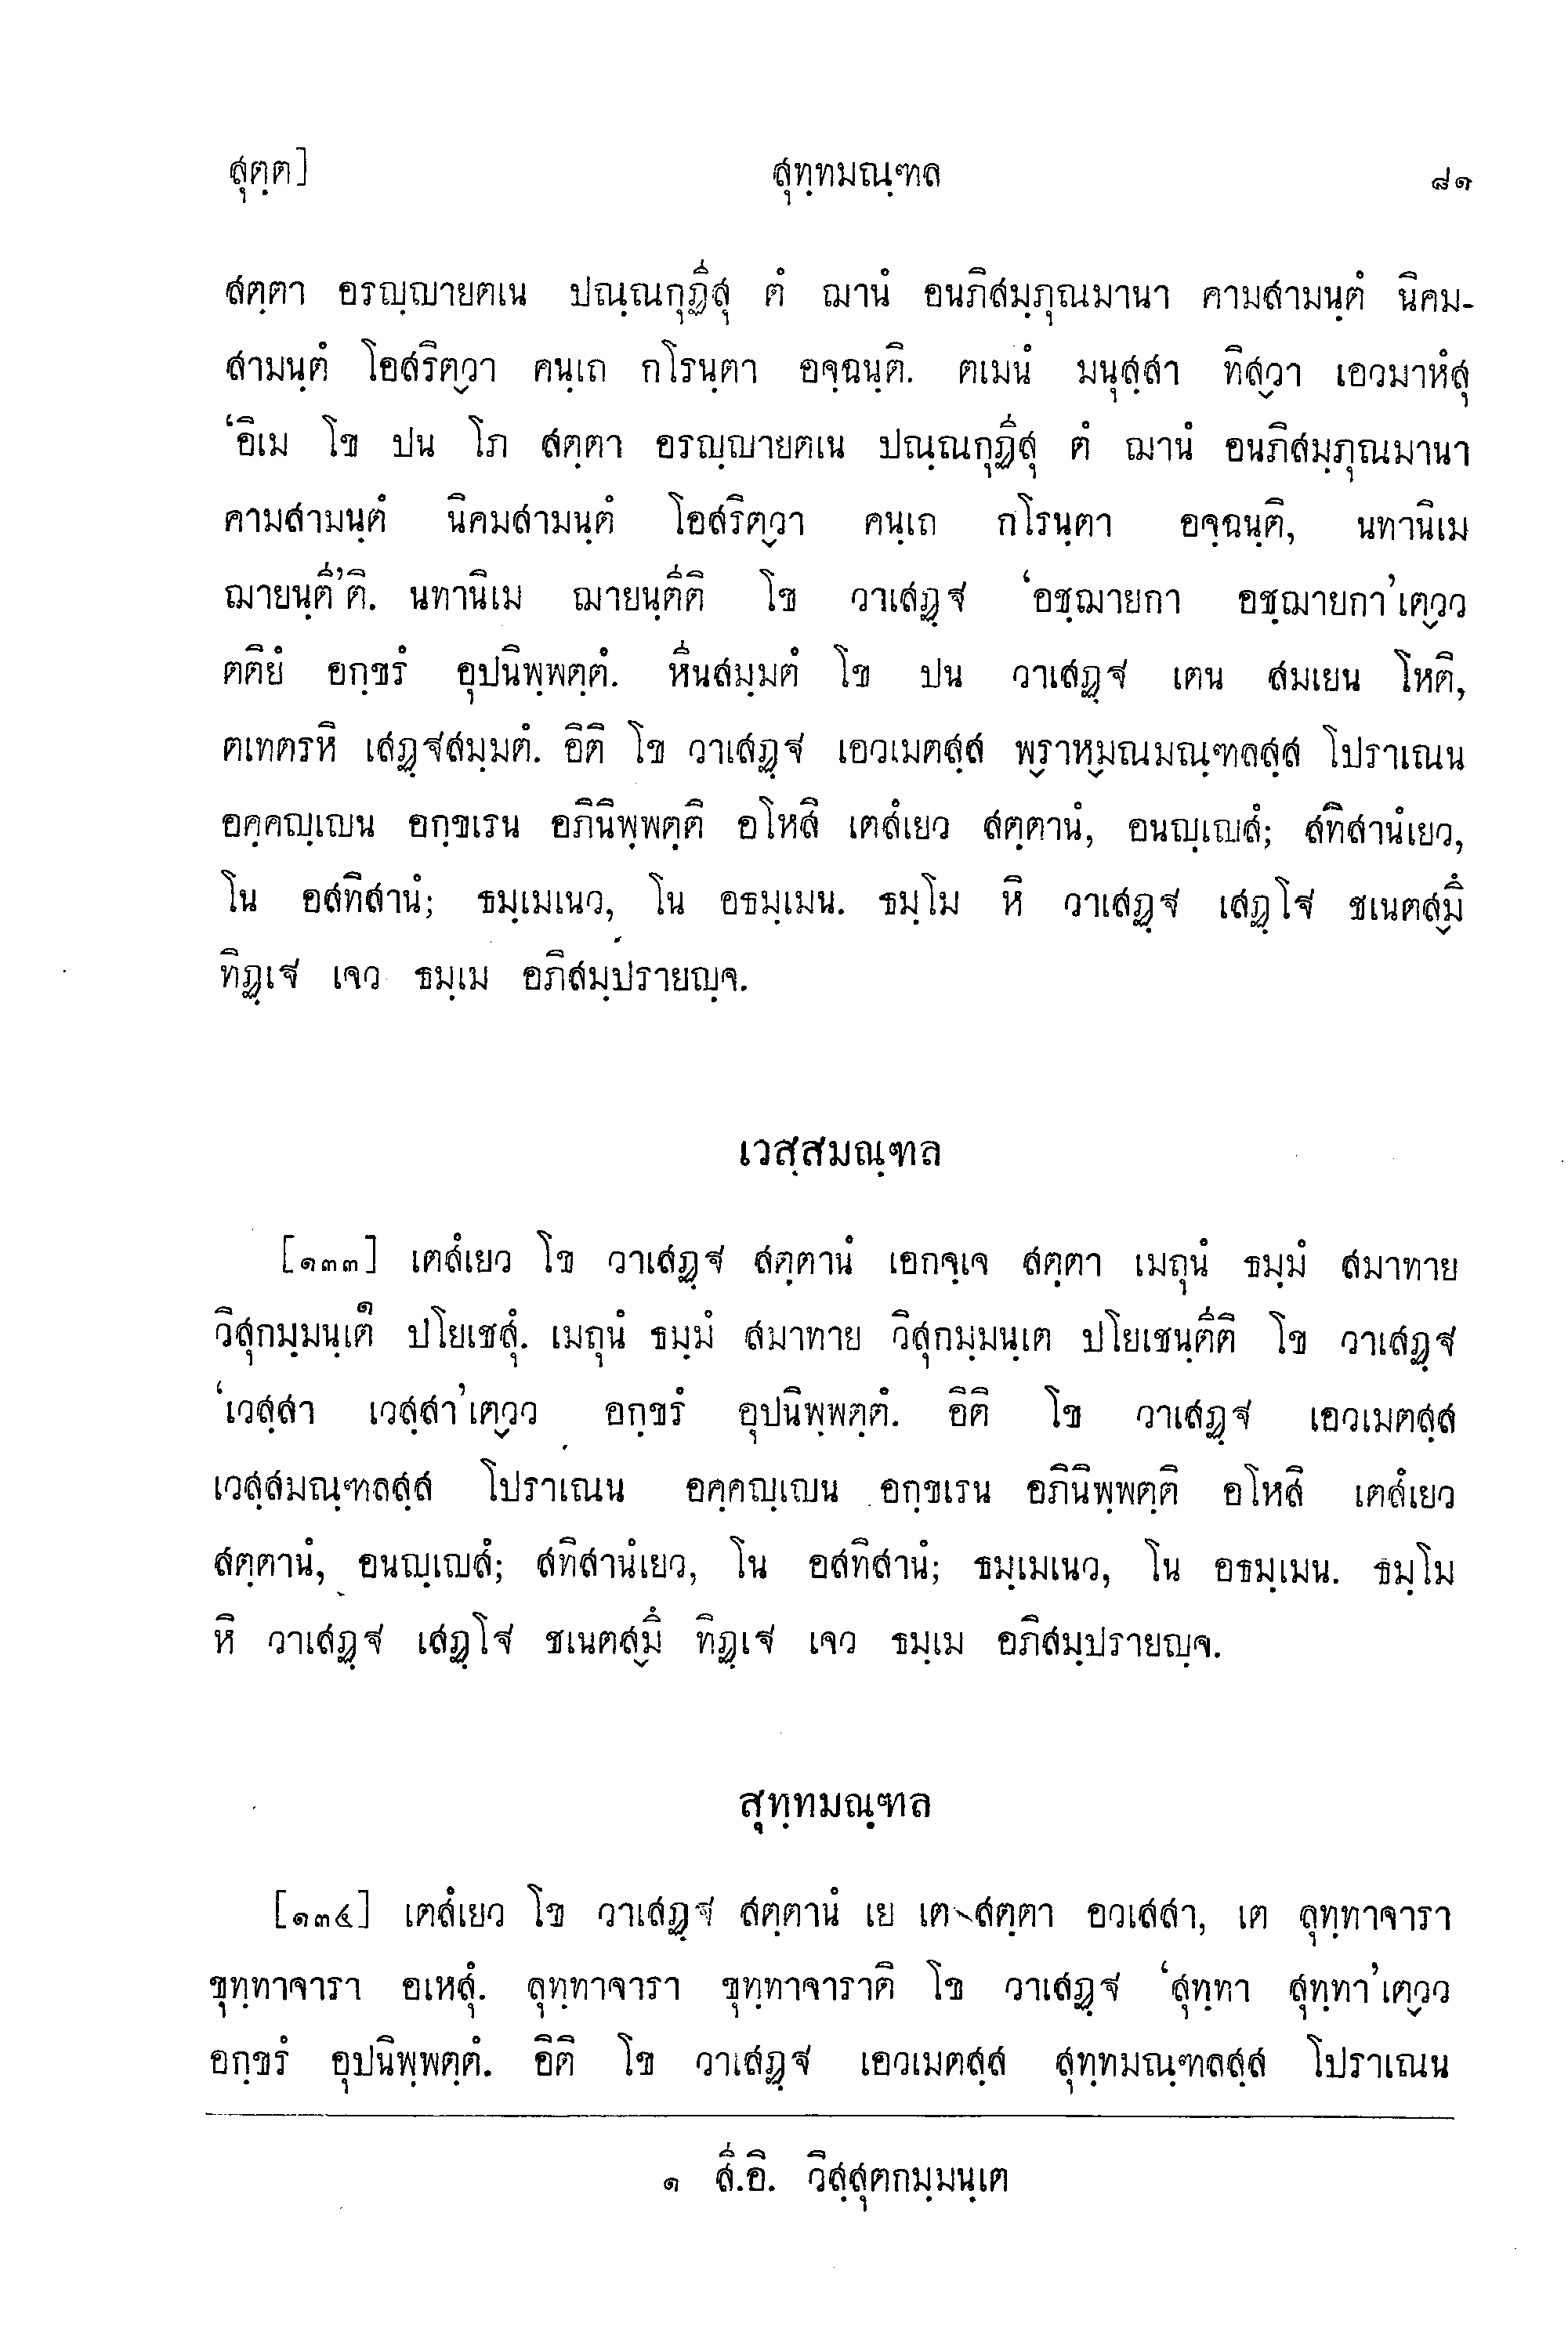 สุตฺต] สุทฺทมณฺฑล ๘๑
สตฺตา อรญฺญายตเน ปณฺณกุฏีสุ ตํ ฌานํ อนภิสมฺภุณมานา คามสามนฺตํ นิคม-
สามนฺตํ โอสริตฺวา คนฺเถ กโรนฺตา อจฺฉนฺติ. ตเมนํ มนุสฺสา ทิสฺวา เอวมาหํสุ
‘อิเม โข ปน โภ สตฺตา อรญฺญายตเน ปณฺณกุฏีสุ ตํ ฌานํ อนภิสมฺภุณมานา
คามสามนฺตํ นิคมสามนฺตํ โอสริตฺวา คนฺเถ กโรนฺตา อจฺฉนฺติ, นทานิเม
ฌายนฺตี’ติ. นทานิเม ฌายนฺตีติ โข วาเสฏฺฐ ‘อชฺฌายกา อชฺฌายกา’เตฺวว
ตติยํ อกฺขรํ อุปนิพฺพตฺตํ. หีนสมฺมตํ โข ปน วาเสฏฺฐ เตน สมเยน โหติ,
ตเทตรหิ เสฏฺฐสมฺมตํ. อิติ โข วาเสฏฺฐ เอวเมตสฺส พฺราหฺมณมณฺฑลสฺส โปราเณน
อคฺคญฺเญน อกฺขเรน อภินิพฺพตฺติ อโหสิ เตสํเยว สตฺตานํ, อนญฺเญสํ; สทิสานํเยว,
โน อสทิสานํ; ธมฺเมเนว, โน อธมฺเมน. ธมฺโม หิ วาเสฏฺฐ เสฏฺโฐ ชเนตสฺมึ
ทิฏฺเฐ เจว ธมฺเม อภิสมฺปรายญฺจ.
เวสฺสมณฺฑล
[๑๓๓] เตสํเยว โข วาเสฏฺฐ สตฺตานํ เอกจฺเจ สตฺตา เมถุนํ ธมฺมํ สมาทาย
วิสุกมฺมนฺเต๑ ปโยเชสุํ. เมถุนํ ธมฺมํ สมาทาย วิสุกมฺมนฺเต ปโยเชนฺตีติ โข วาเสฏฺฐ
‘เวสฺสา เวสฺสา’เตฺวว อกฺขรํ อุปนิพฺพตฺตํ. อิติ โข วาเสฏฺฐ เอวเมตสฺส
เวสฺสมณฺฑลสฺส โปราเณน อคฺคญฺเญน อกฺขเรน อภินิพฺพตฺติ อโหสิ เตสํเยว
สตฺตานํ, อนญฺเญสํ; สทิสานํเยว, โน อสทิสานํ; ธมฺเมเนว, โน อธมฺเมน. ธมฺโม
หิ วาเสฏฺฐ เสฏฺโฐ ชเนตสฺมึ ทิฏฺเฐ เจว ธมฺเม อภิสมฺปรายญฺจ.
สุทฺทมณฺฑล
[๑๓๔] เตสํเยว โข วาเสฏฺฐ สตฺตานํ เย เต สตฺตา อวเสสา, เต ลุทฺทาจารา
ขุทฺทาจารา อเหสุํ. ลุทฺทาจารา ขุทฺทาจาราติ โข วาเสฏฺฐ ‘สุทฺทา สุทฺทา’เตฺวว
อกฺขรํ อุปนิพฺพตฺตํ. อิติ โข วาเสฏฺฐ เอวเมตสฺส สุทฺทมณฺฑลสฺส โปราเณน
๑ สี.อิ. วิสฺสุตกมฺมนฺเต